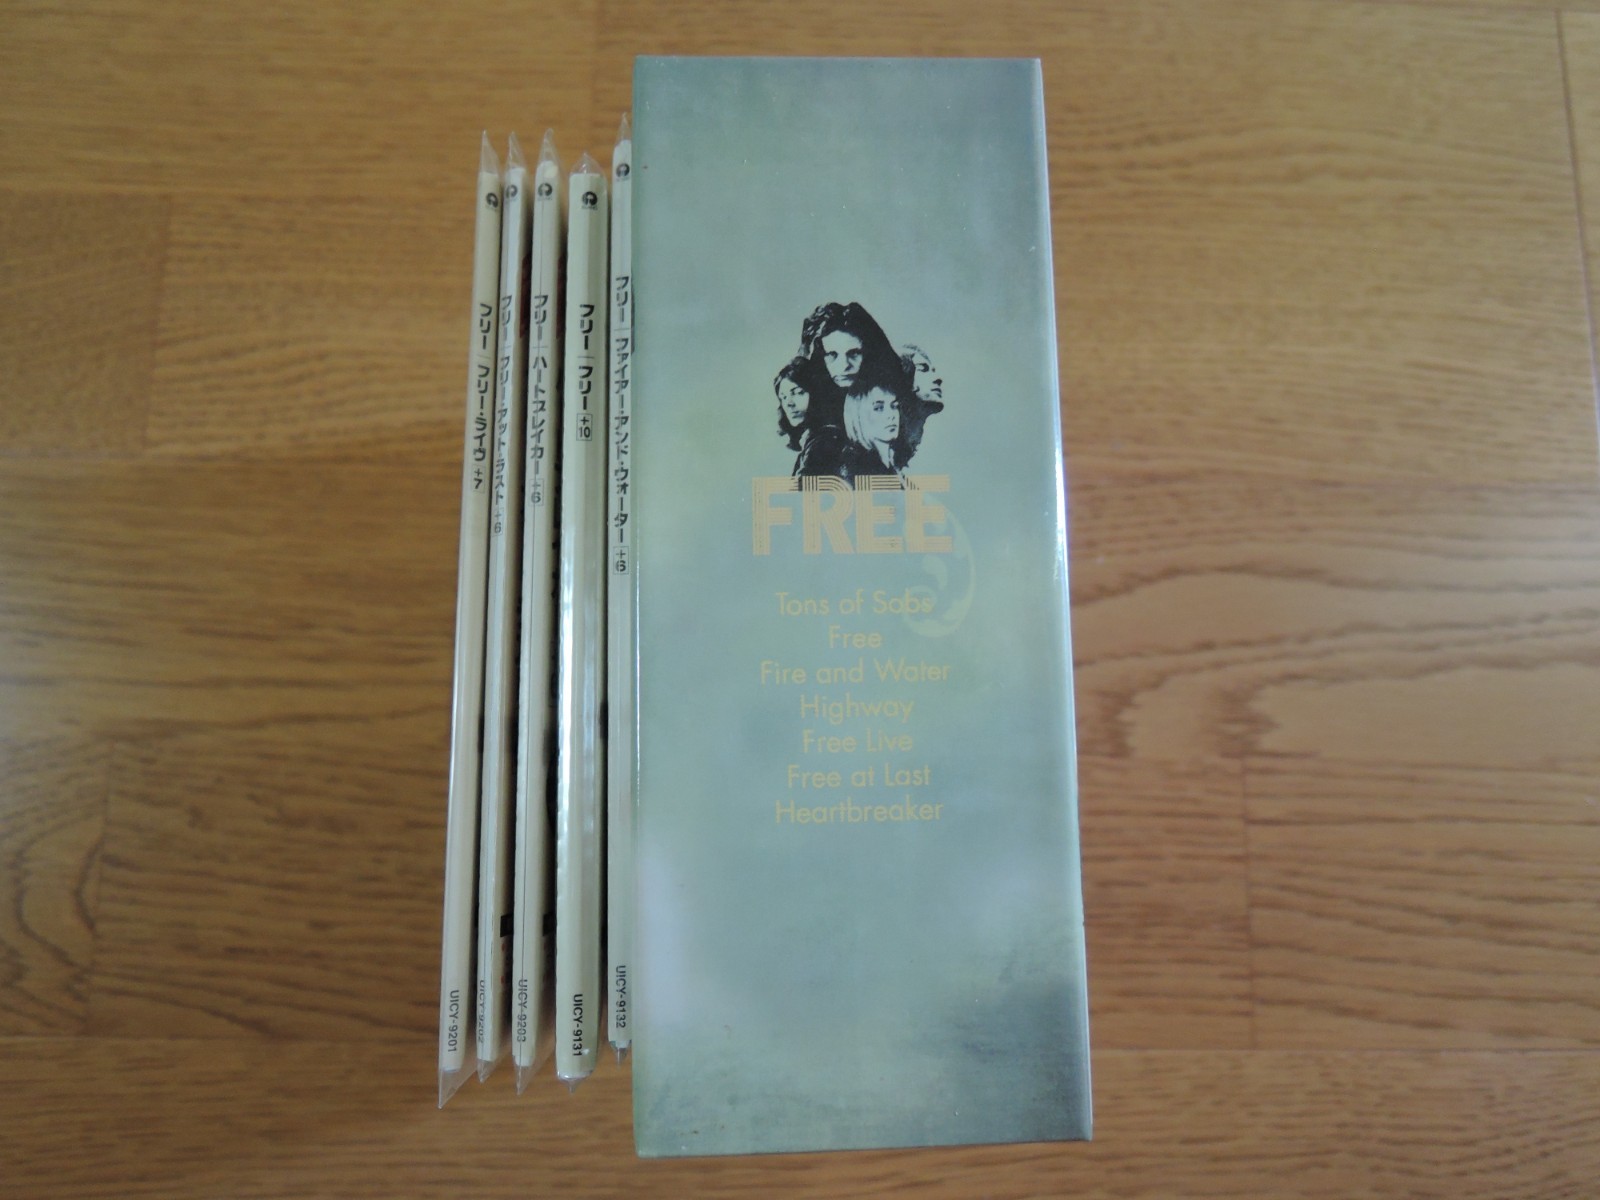 フリー／フリー・ライヴ +7
UICY-9201
フリー／フリー・アット・ラスト +6
UICY-9202
フリー／ハートブレイカー +6
UICY-9203
フリー／フリー +10
UICY-9131
フリー／ファイアー・アンド・ウォーター +6
UICY-9132
FREE
Tons of Sobs
Free
Fire and Water
Highway
Free Live
Free at Last
Heartbreaker